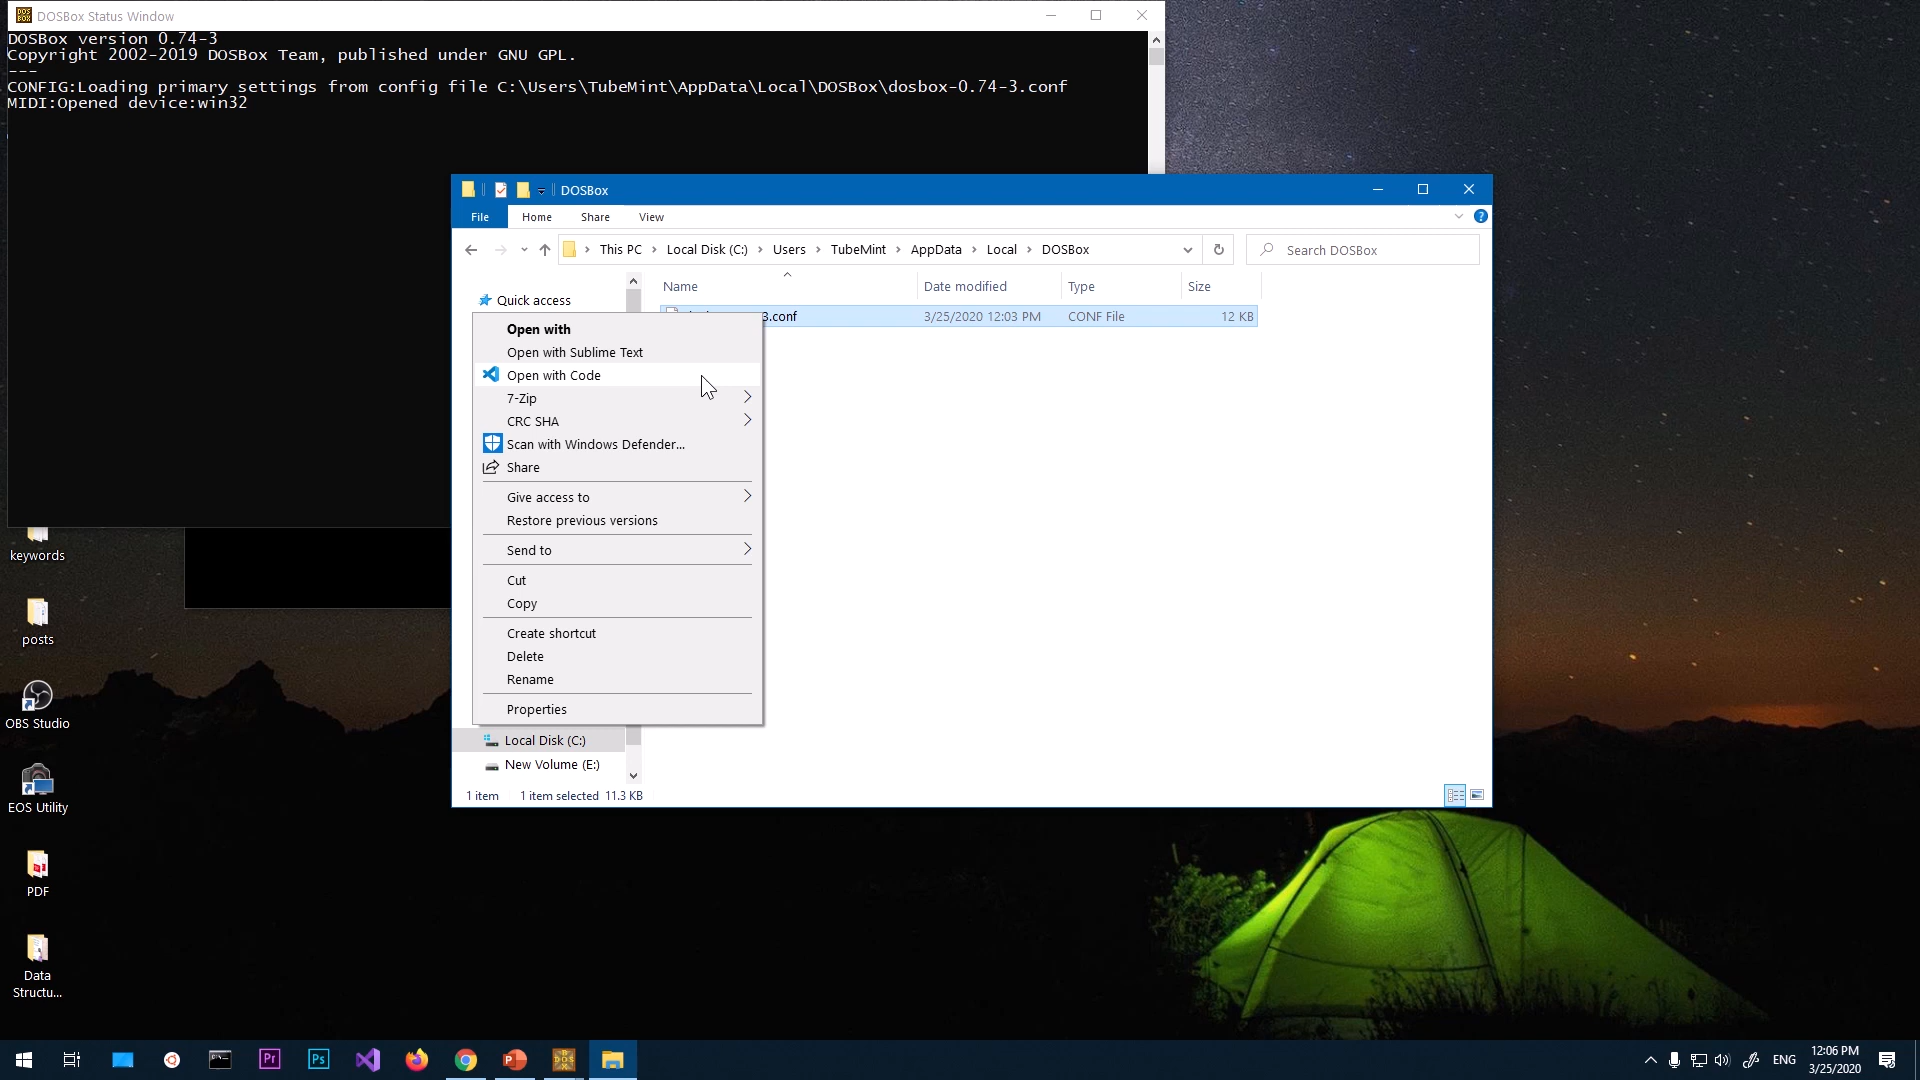 DOSBox Status Window
DOSBox version 0.74-3
Copyright 2002-2019 DOSBox Team, published under GNU GPL.
---
CONFIG:Loading primary settings from config file C:\Users\TubeMint\AppData\Local\DOSBox\dosbox-0.74-3.conf
MIDI:Opened device:win32
DOSBox
File Home Share View
This PC Local Disk (C:) Users TubeMint AppData Local DOSBox
Search DOSBox
Name Date modified Type Size
Quick access
3.conf 3/25/2020 12:03 PM CONF File 12 KB
Open with
Open with Sublime Text
Open with Code
7-Zip
CRC SHA
Scan with Windows Defender...
Share
Give access to
Restore previous versions
Send to
Cut
Copy
Create shortcut
Delete
Rename
Properties
Local Disk (C:)
New Volume (E:)
1 item 1 item selected 11.3 KB
keywords
posts
OBS Studio
EOS Utility
PDF
Data
Structu...
Pr
Ps
ENG
12:06 PM
3/25/2020